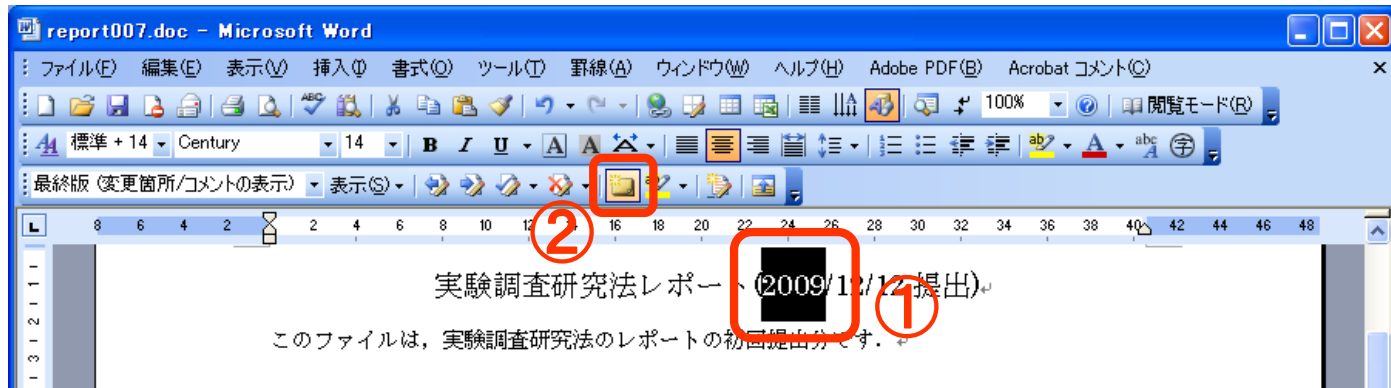 report007.doc - Microsoft Word
ファイル(F) 編集(E) 表示(V) 挿入(I) 書式(O) ツール(T) 罫線(A) ウィンドウ(W) ヘルプ(H) Adobe PDF(B) Acrobat コメント(C)
100% 閲覧モード(R)
標準 + 14 Century 14 B I U A A A abc A 字
最終版 (変更箇所/コメントの表示) 表示(S)
② 8 6 4 2 2 4 6 8 10 12 16 18 20 22 24 26 28 30 32 34 36 38 40 42 44 46 48
実験調査研究法レポート(2009/12/12 提出) ①
このファイルは，実験調査研究法のレポートの初回提出分です．